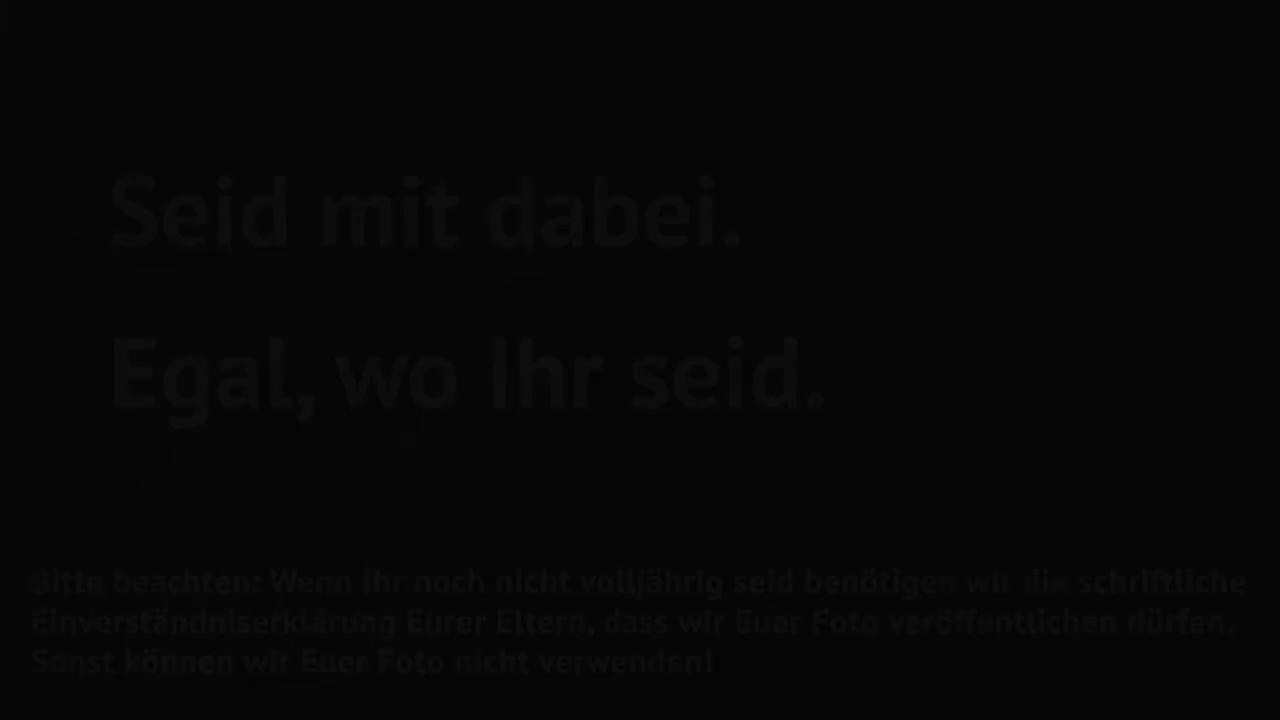 Seid mit dabei.
Egal, wo Ihr seid.
Bitte beachten: Wenn Ihr noch nicht volljährig seid benötigen wir die schriftliche
Einverständniserklärung Eurer Eltern, dass wir Euer Foto veröffentlichen dürfen,
Sonst können wir Euer Foto nicht verwenden!